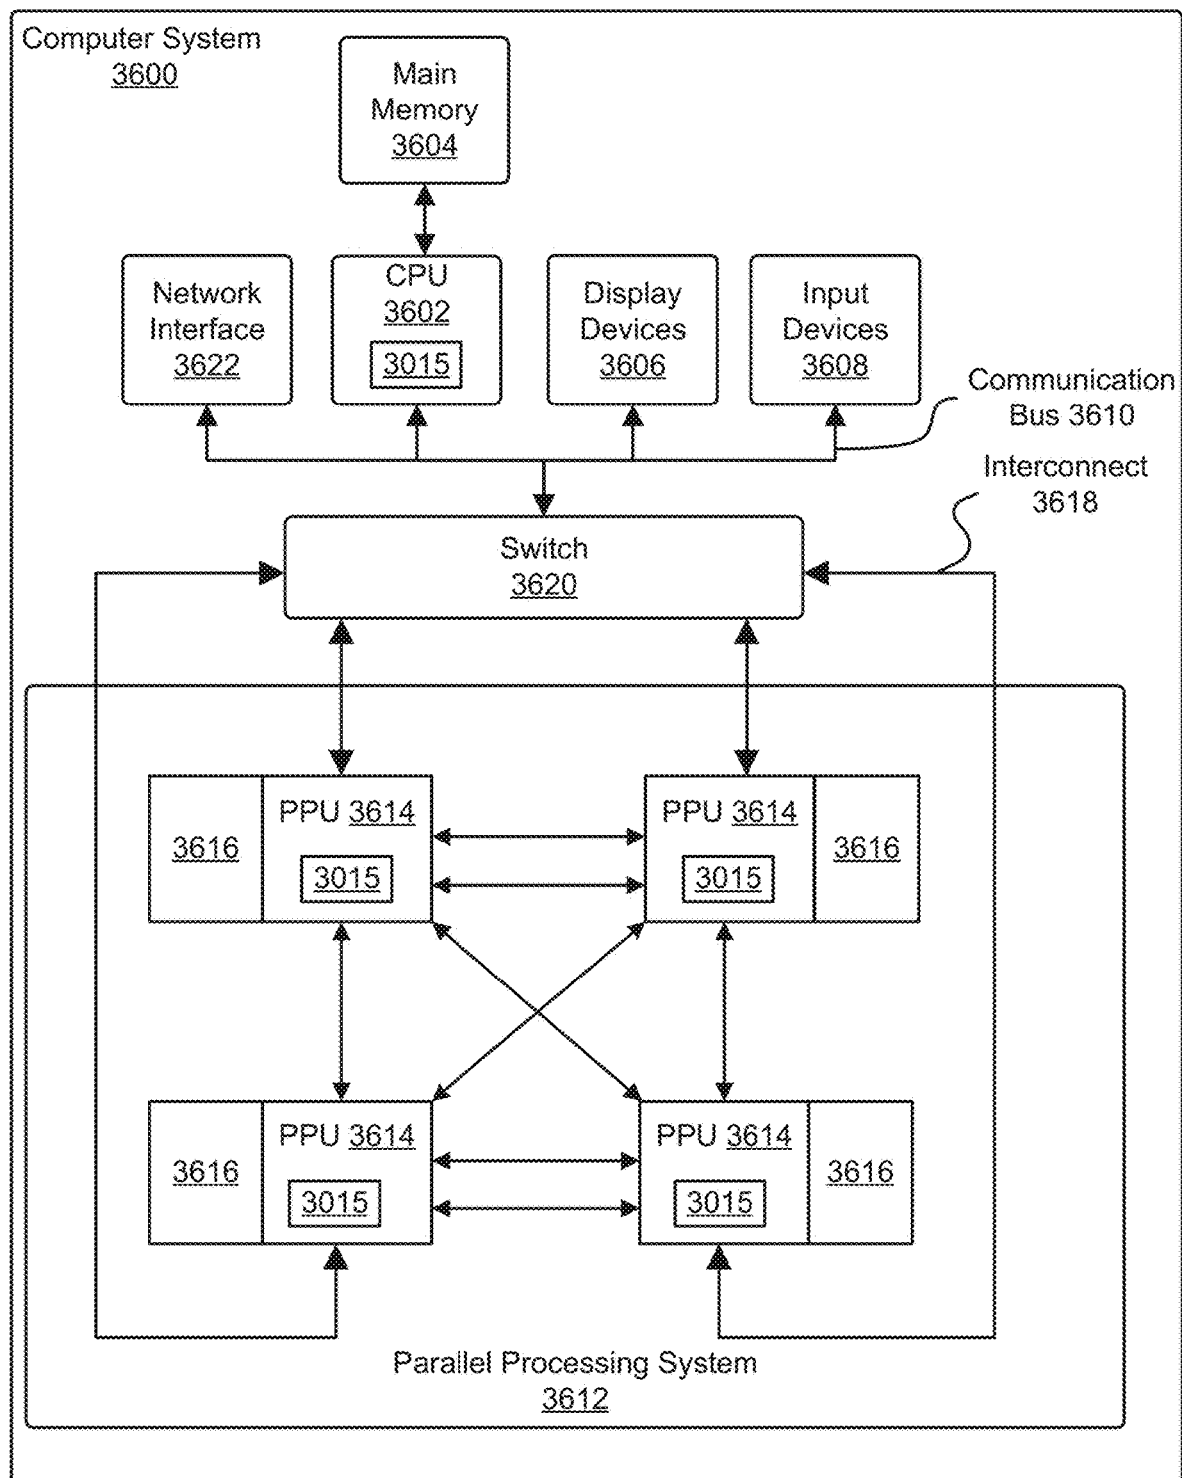 Computer System
3600
Main
Memory
3604
Network
Interface
3622
CPU
3602
3015
Display
Devices
3606
Input
Devices
3608
Communication
Bus 3610
Interconnect
3618
Switch
3620
3616
PPU 3614
3015
PPU 3614
3015
3616
3616
PPU 3614
3015
PPU 3614
3015
3616
Parallel Processing System
3612